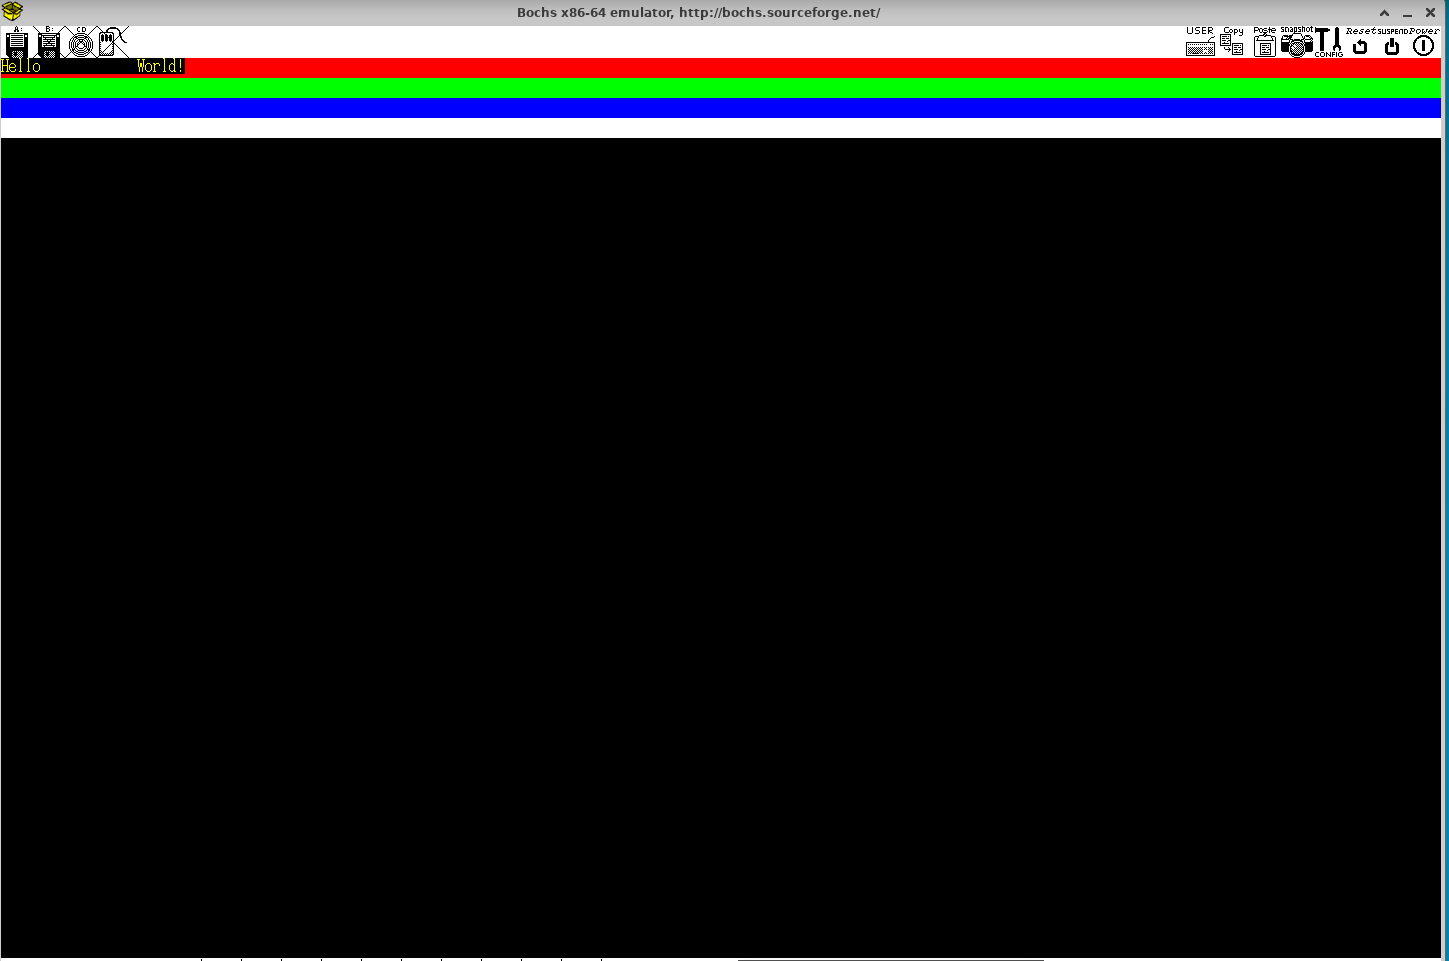 Bochs x86-64 emulator, http://bochs.sourceforge.net/
A: B: CD USER Copy Paste snapshot CONFIG Reset SUSPEND Power
Hello World!